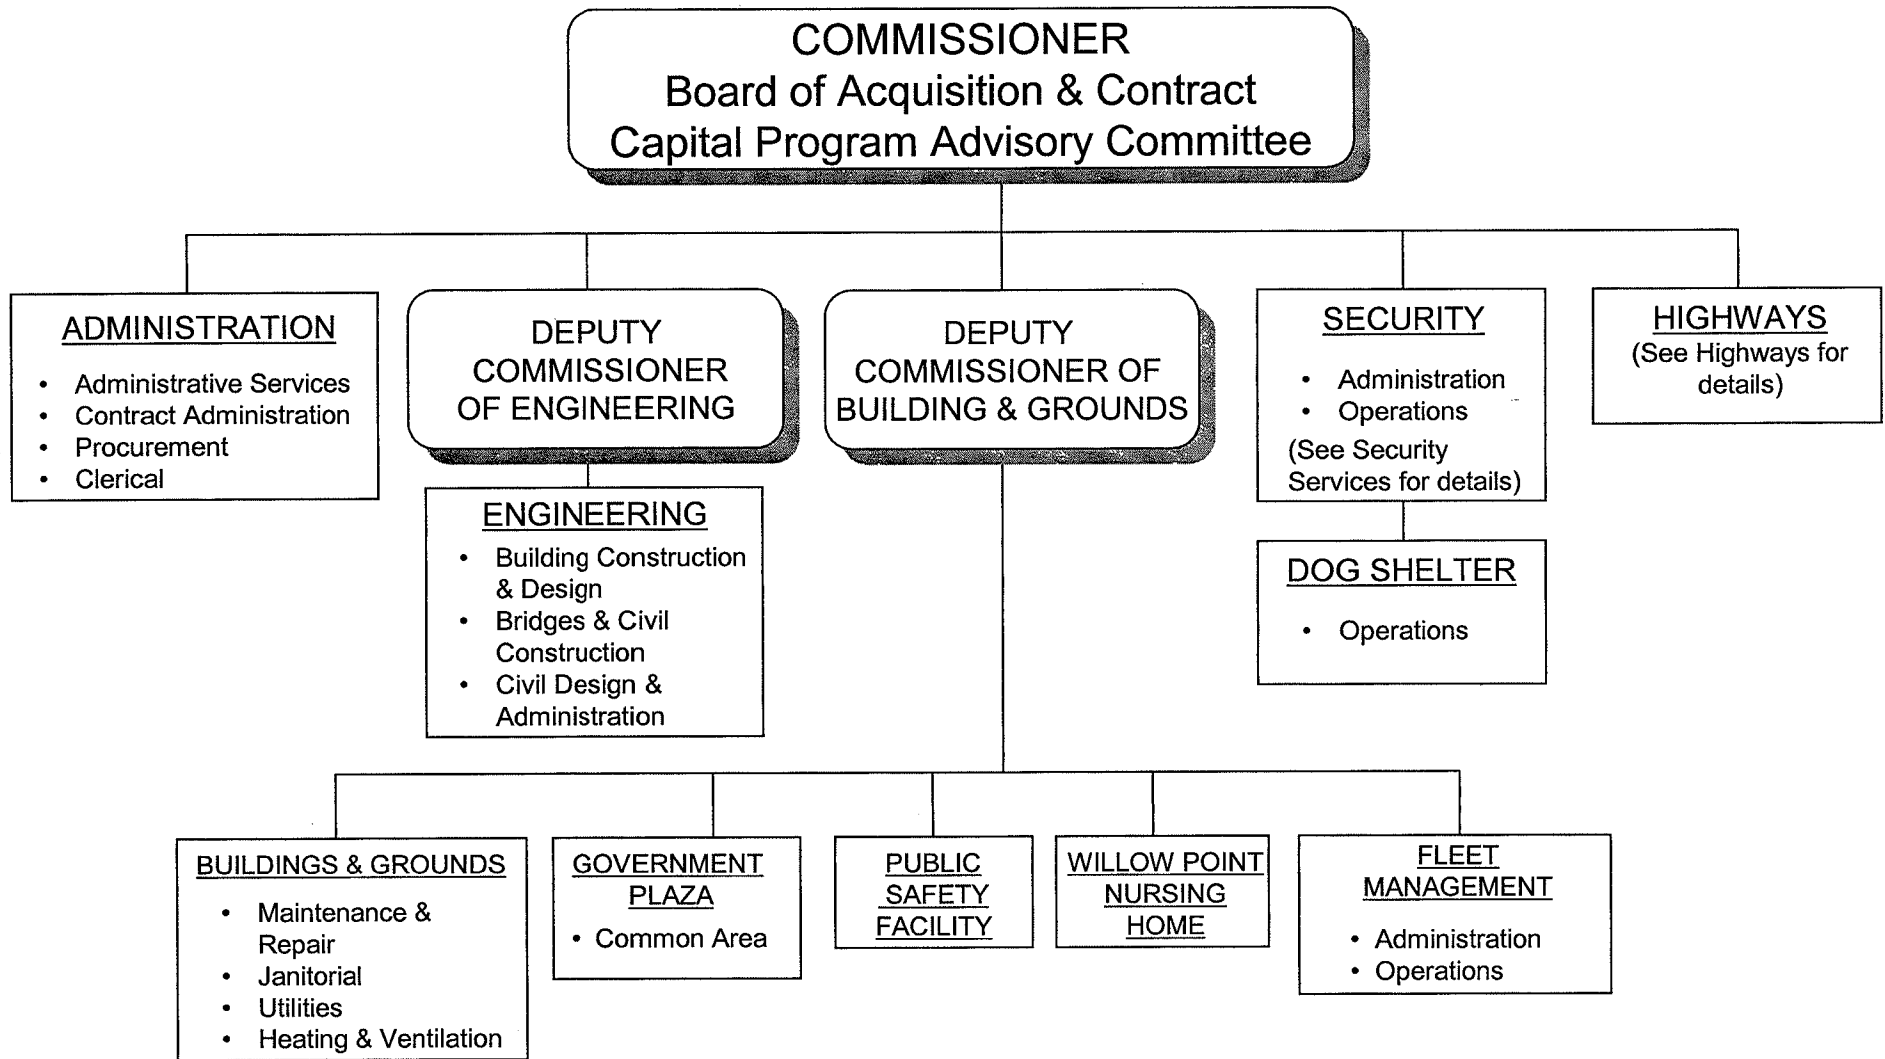 COMMISSIONER
Board of Acquisition & Contract
Capital Program Advisory Committee
ADMINISTRATION
• Administrative Services
• Contract Administration
• Procurement
• Clerical
DEPUTY
COMMISSIONER
OF ENGINEERING
DEPUTY
COMMISSIONER OF
BUILDING & GROUNDS
SECURITY
• Administration
• Operations
(See Security
Services for details)
HIGHWAYS
(See Highways for
details)
ENGINEERING
• Building Construction
& Design
• Bridges & Civil
Construction
• Civil Design &
Administration
DOG SHELTER
• Operations
BUILDINGS & GROUNDS
• Maintenance &
Repair
• Janitorial
• Utilities
• Heating & Ventilation
GOVERNMENT
PLAZA
• Common Area
PUBLIC
SAFETY
FACILITY
WILLOW POINT
NURSING
HOME
FLEET
MANAGEMENT
• Administration
• Operations